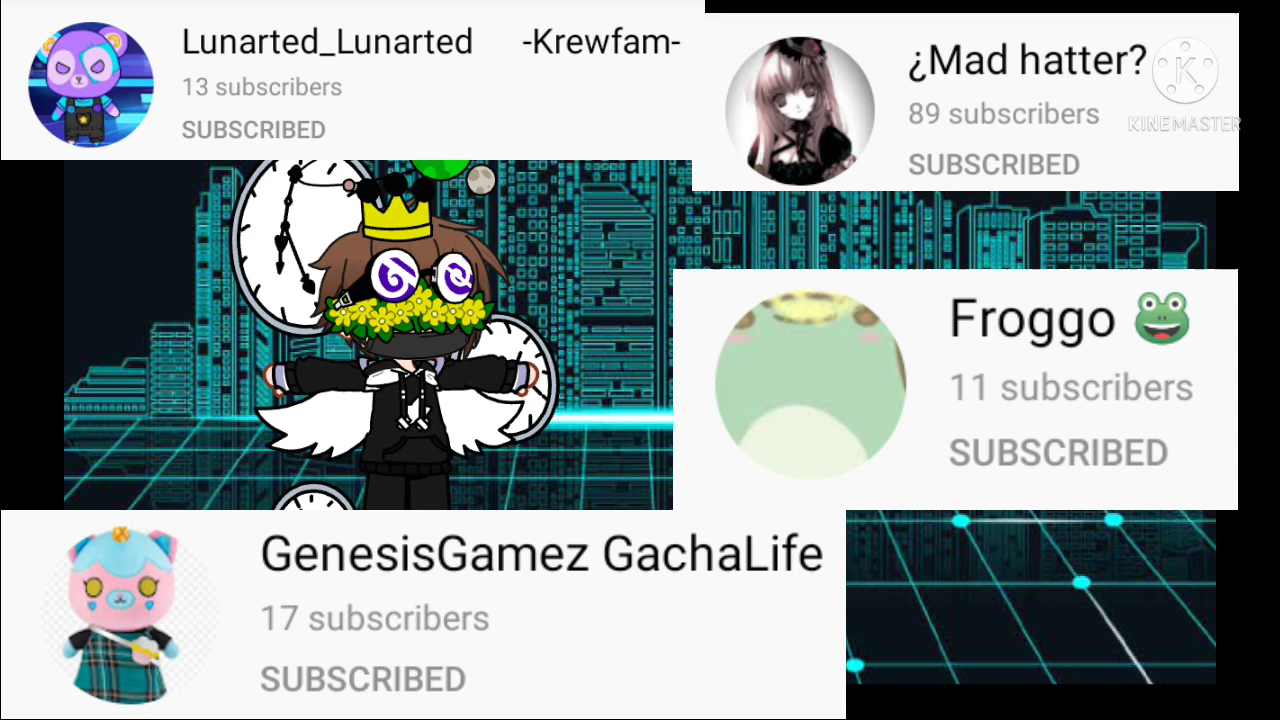 Lunarted_Lunarted -Krewfam-
13 subscribers
SUBSCRIBED
¿Mad hatter?
89 subscribers
SUBSCRIBED
K
KINEMASTER
Froggo 🐸
11 subscribers
SUBSCRIBED
GenesisGamez GachaLife
17 subscribers
SUBSCRIBED